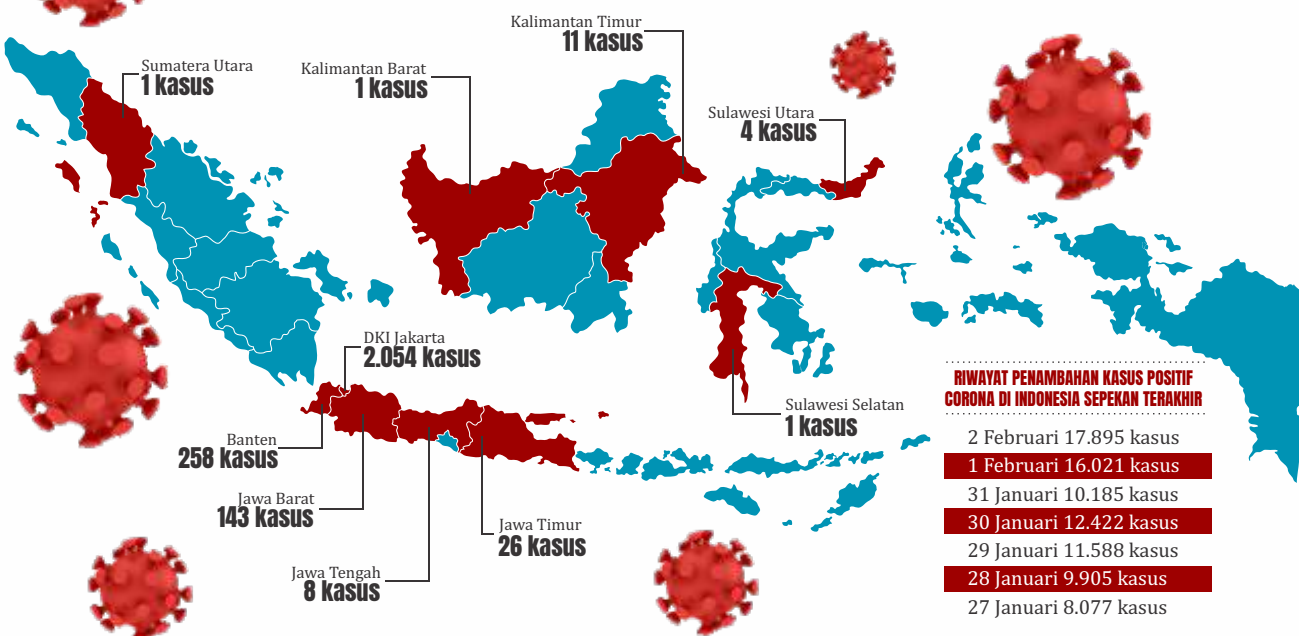 Kalimantan Timur
11 kasus
Sumatera Utara
1 kasus
Kalimantan Barat
1 kasus
Sulawesi Utara
4 kasus
DKI Jakarta
2.054 kasus
Sulawesi Selatan
1 kasus
Banten
258 kasus
Jawa Barat
143 kasus
Jawa Timur
26 kasus
Jawa Tengah
8 kasus
RIWAYAT PENAMBAHAN KASUS POSITIF
CORONA DI INDONESIA SEPEKAN TERAKHIR
2 Februari 17.895 kasus
1 Februari 16.021 kasus
31 Januari 10.185 kasus
30 Januari 12.422 kasus
29 Januari 11.588 kasus
28 Januari 9.905 kasus
27 Januari 8.077 kasus